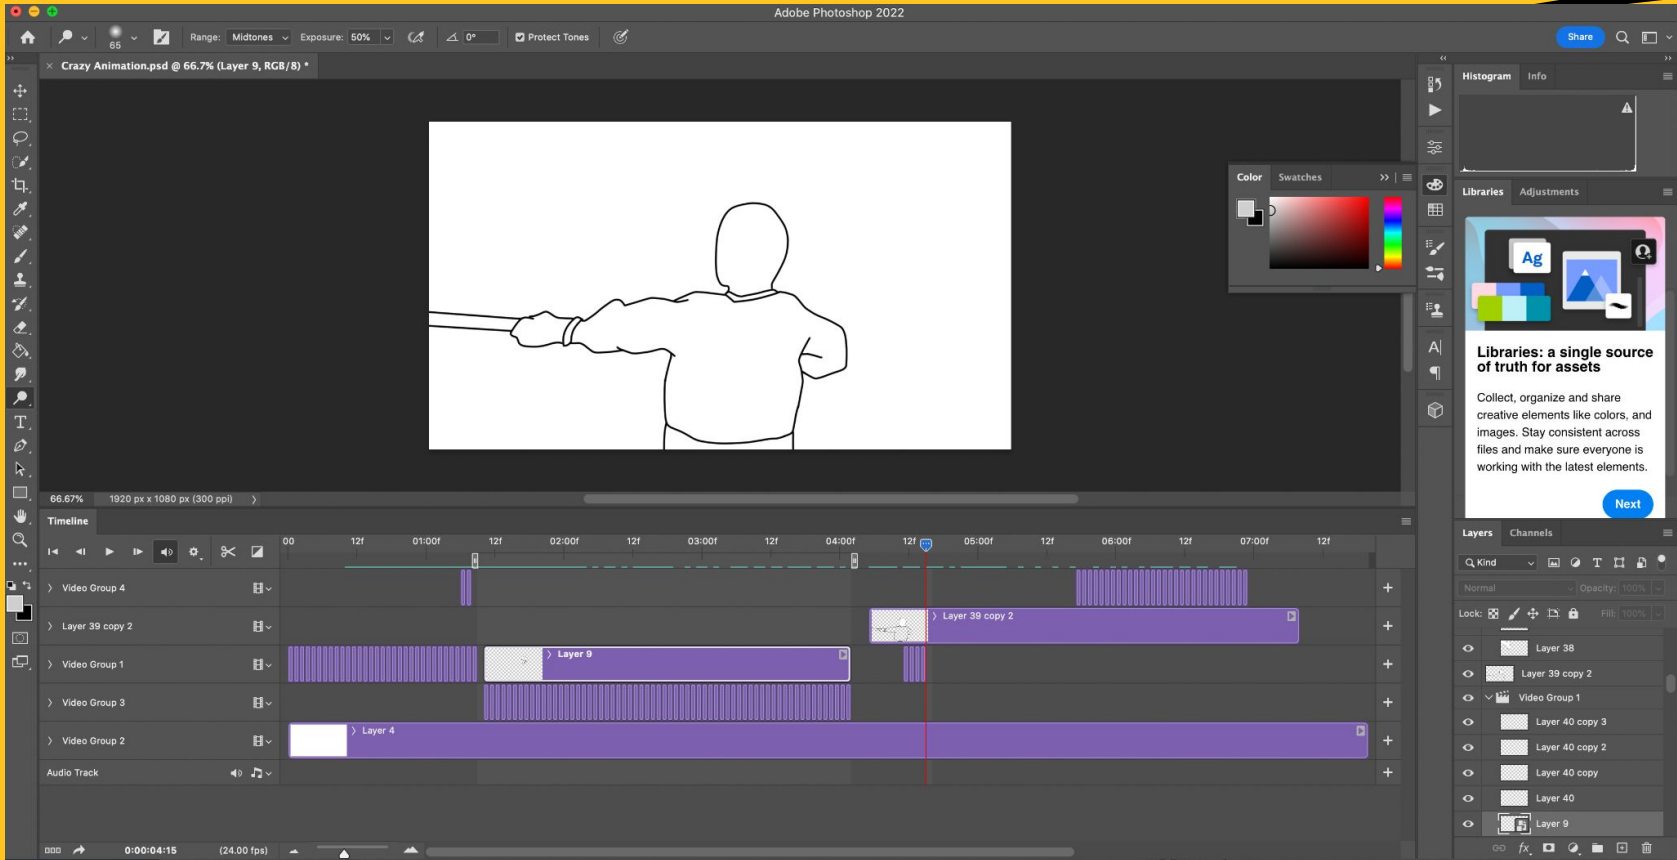 Adobe Photoshop 2022
65
Range: Midtones
Exposure: 50%
0°
Protect Tones
Share
× Crazy Animation.psd @ 66.7% (Layer 9, RGB/8) *
Histogram Info
Color Swatches
Libraries Adjustments
Ag
Libraries: a single source
of truth for assets
Collect, organize and share
creative elements like colors, and
images. Stay consistent across
files and make sure everyone is
working with the latest elements.
Next
66.67% 1920 px x 1080 px (300 ppi)
Timeline
00 12f 01:00f 12f 02:00f 12f 03:00f 12f 04:00f 12f 05:00f 12f 06:00f 12f 07:00f 12f
Video Group 4
Layer 39 copy 2
Layer 39 copy 2
Video Group 1
Layer 9
Video Group 3
Video Group 2
Layer 4
Audio Track
0:00:04:15 (24.00 fps)
Layers Channels
Kind
Normal Opacity: 100%
Lock: Fill: 100%
Layer 38
Layer 39 copy 2
Video Group 1
Layer 40 copy 3
Layer 40 copy 2
Layer 40 copy
Layer 40
Layer 9
fx